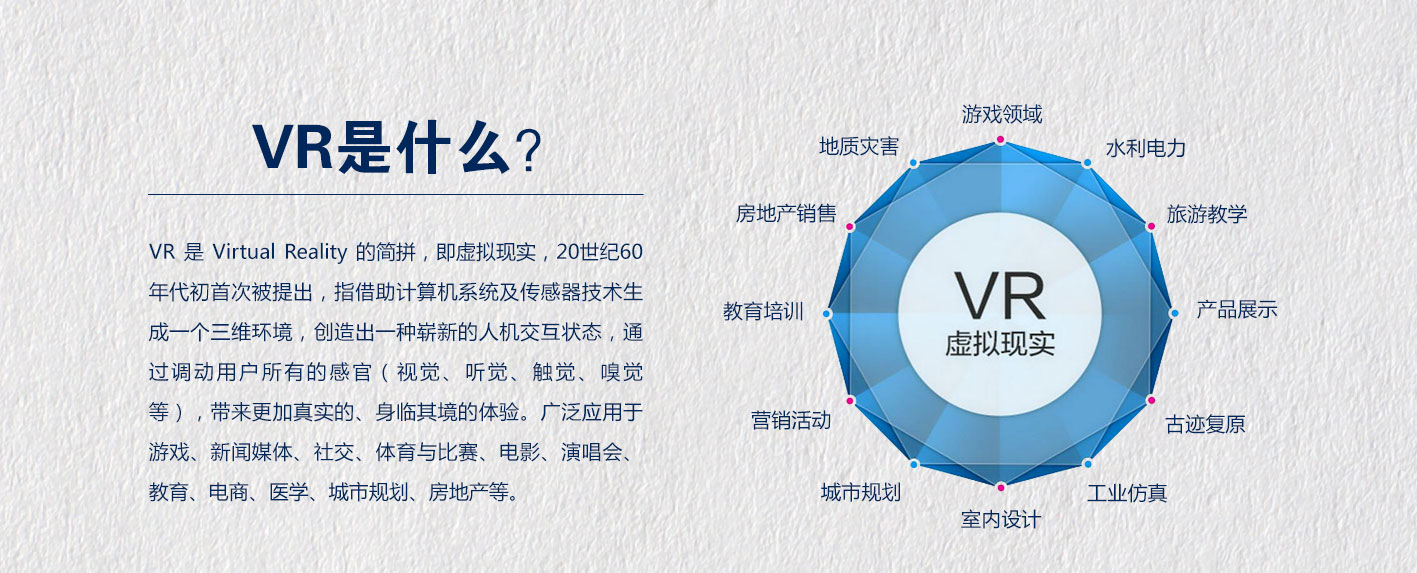 VR是什么?
VR 是 Virtual Reality 的简拼，即虚拟现实，20世纪60
年代初首次被提出，指借助计算机系统及传感器技术生
成一个三维环境，创造出一种崭新的人机交互状态，通
过调动用户所有的感官（视觉、听觉、触觉、嗅觉
等），带来更加真实的、身临其境的体验。广泛应用于
游戏、新闻媒体、社交、体育与比赛、电影、演唱会、
教育、电商、医学、城市规划、房地产等。
游戏领域
水利电力
旅游教学
产品展示
古迹复原
工业仿真
室内设计
城市规划
营销活动
教育培训
房地产销售
地质灾害
VR
虚拟现实